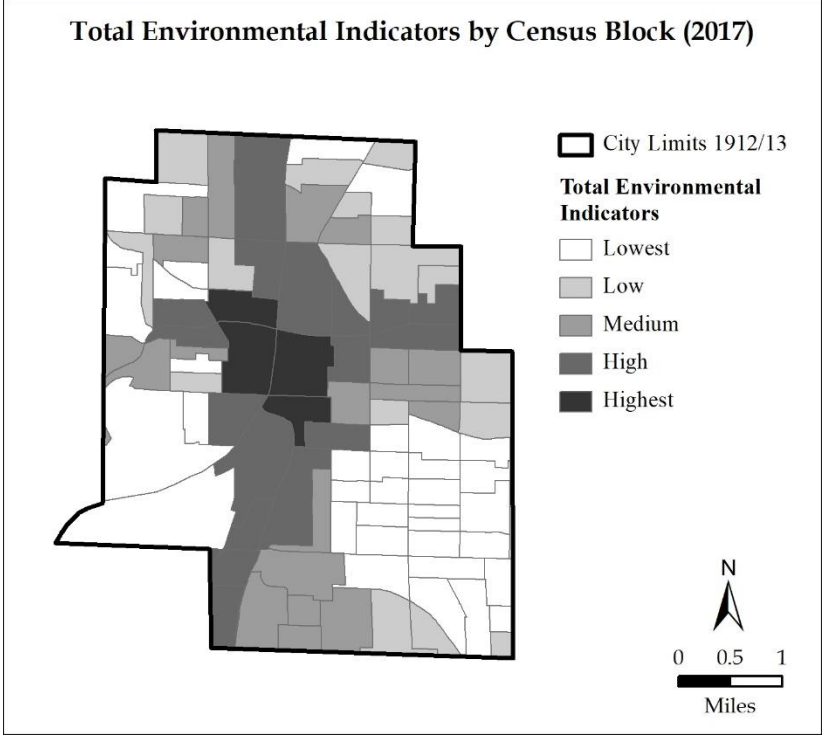 Total Environmental Indicators by Census Block (2017)
City Limits 1912/13
Total Environmental
Indicators
Lowest
Low
Medium
High
Highest
N
0 0.5 1
Miles